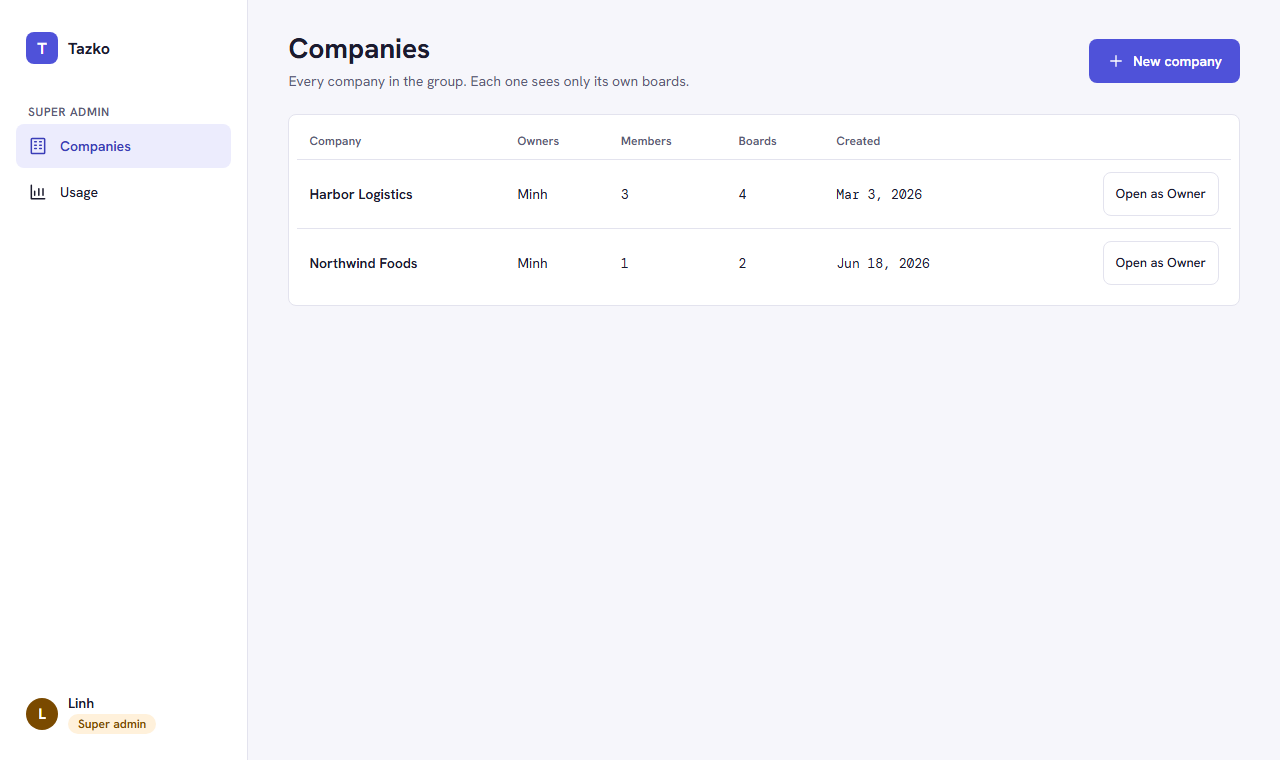 T Tazko
SUPER ADMIN
Companies
Usage
L Linh
Super admin
Companies
Every company in the group. Each one sees only its own boards.
New company
Company Owners Members Boards Created
Harbor Logistics Minh 3 4 Mar 3, 2026 Open as Owner
Northwind Foods Minh 1 2 Jun 18, 2026 Open as Owner